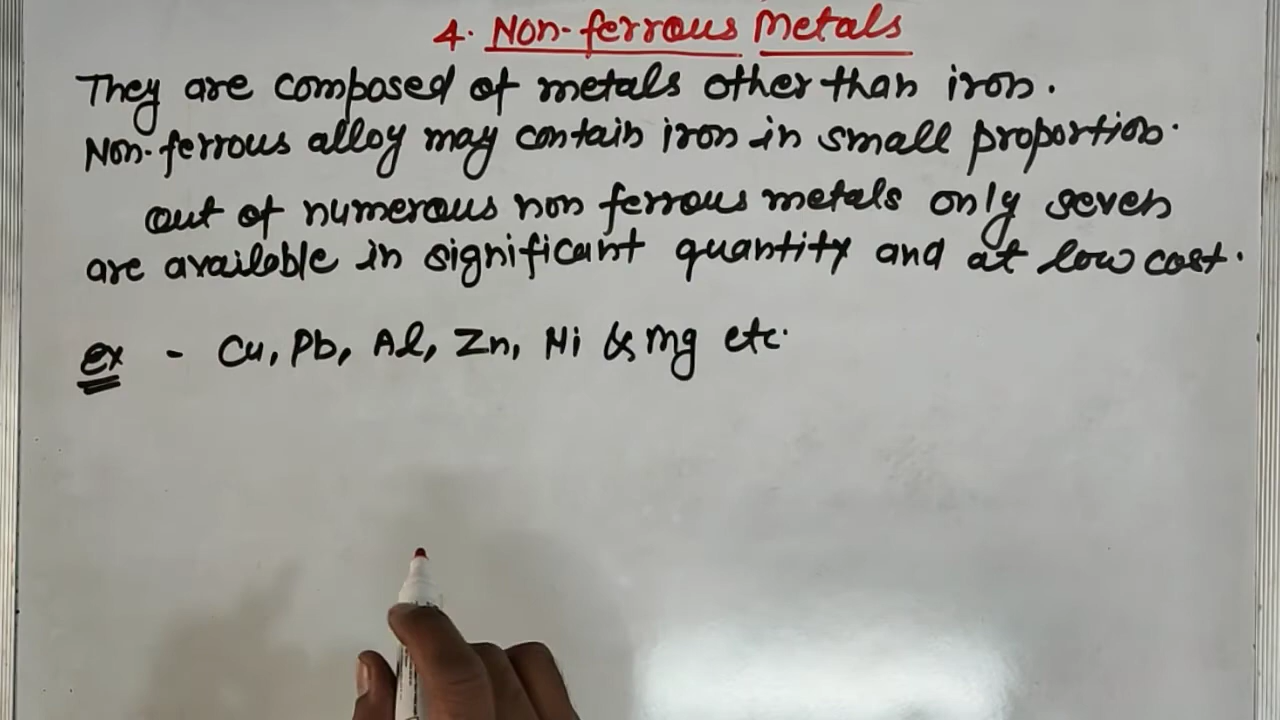 4. Non-ferrous Metals
They are composed of metals other than iron.
Non-ferrous alloy may contain iron in small proportion.
out of numerous non ferrous metals only seven
are available in significant quantity and at low cost.
ex - Cu, Pb, Al, Zn, Ni & Mg etc.